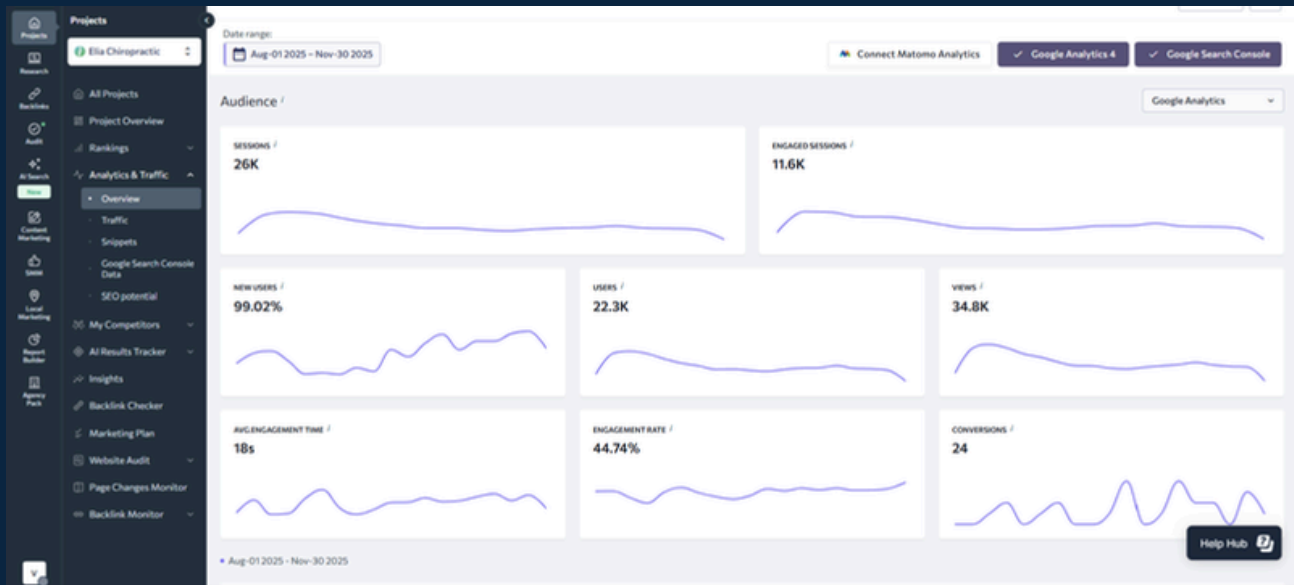 Projects
Research
Backlinks
Audit
AI Search
New
Content
Marketing
SMM
Local
Marketing
Report
Builder
Agency
Pack
V
Projects
Elia Chiropractic
All Projects
Project Overview
Rankings
Analytics & Traffic
Overview
Traffic
Snippets
Google Search Console
Data
SEO potential
My Competitors
AI Results Tracker
Insights
Backlink Checker
Marketing Plan
Website Audit
Page Changes Monitor
Backlink Monitor
Date range:
Aug-01 2025 – Nov-30 2025
Connect Matomo Analytics
Google Analytics 4
Google Search Console
Audience i
Google Analytics
SESSIONS i
26K
ENGAGED SESSIONS i
11.6K
NEW USERS i
99.02%
USERS i
22.3K
VIEWS i
34.8K
AVG.ENGAGEMENT TIME i
18s
ENGAGEMENT RATE i
44.74%
CONVERSIONS i
24
Aug-01 2025 - Nov-30 2025
Help Hub